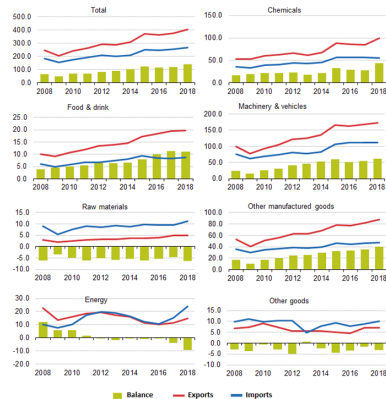 Total
500.0
400.0
300.0
200.0
100.0
0.0
2008 2010 2012 2014 2016 2018
Chemicals
150.0
100.0
50.0
0.0
2008 2010 2012 2014 2016 2018
Food & drink
25.0
20.0
15.0
10.0
5.0
0.0
2008 2010 2012 2014 2016 2018
Machinery & vehicles
200.0
150.0
100.0
50.0
0.0
2008 2010 2012 2014 2016 2018
Raw materials
15.0
10.0
5.0
0.0
-5.0
-10.0
2008 2010 2012 2014 2016 2018
Other manufactured goods
100.0
80.0
60.0
40.0
20.0
0.0
2008 2010 2012 2014 2016 2018
Energy
30.0
20.0
10.0
0.0
-10.0
-20.0
2008 2010 2012 2014 2016 2018
Other goods
15.0
10.0
5.0
0.0
-5.0
-10.0
2008 2010 2012 2014 2016 2018
Balance Exports Imports